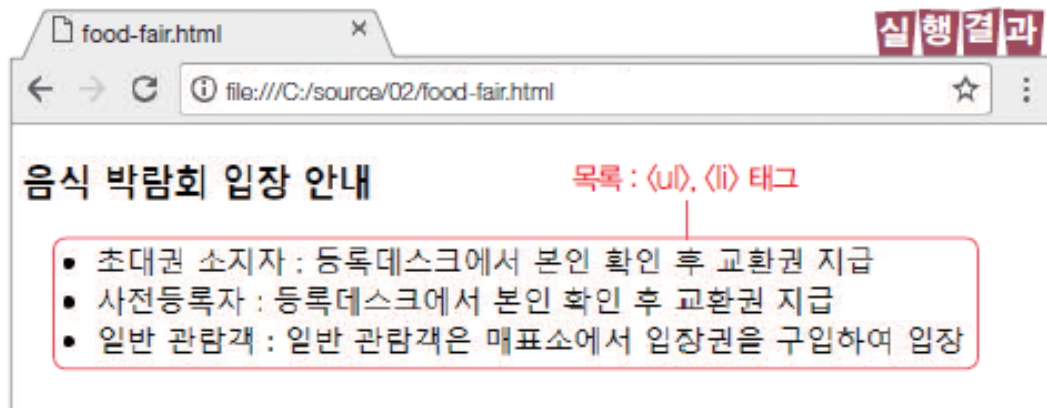 food-fair.html
실행결과
file:///C:/source/02/food-fair.html
음식 박람회 입장 안내
목록 : <ul>, <li> 태그
• 초대권 소지자 : 등록데스크에서 본인 확인 후 교환권 지급
• 사전등록자 : 등록데스크에서 본인 확인 후 교환권 지급
• 일반 관람객 : 일반 관람객은 매표소에서 입장권을 구입하여 입장